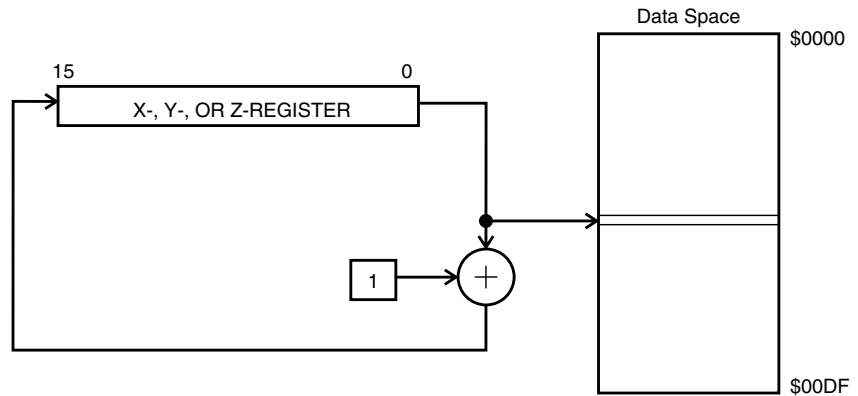 Data Space
$0000
15 0
X-, Y-, OR Z-REGISTER
1
+
$00DF